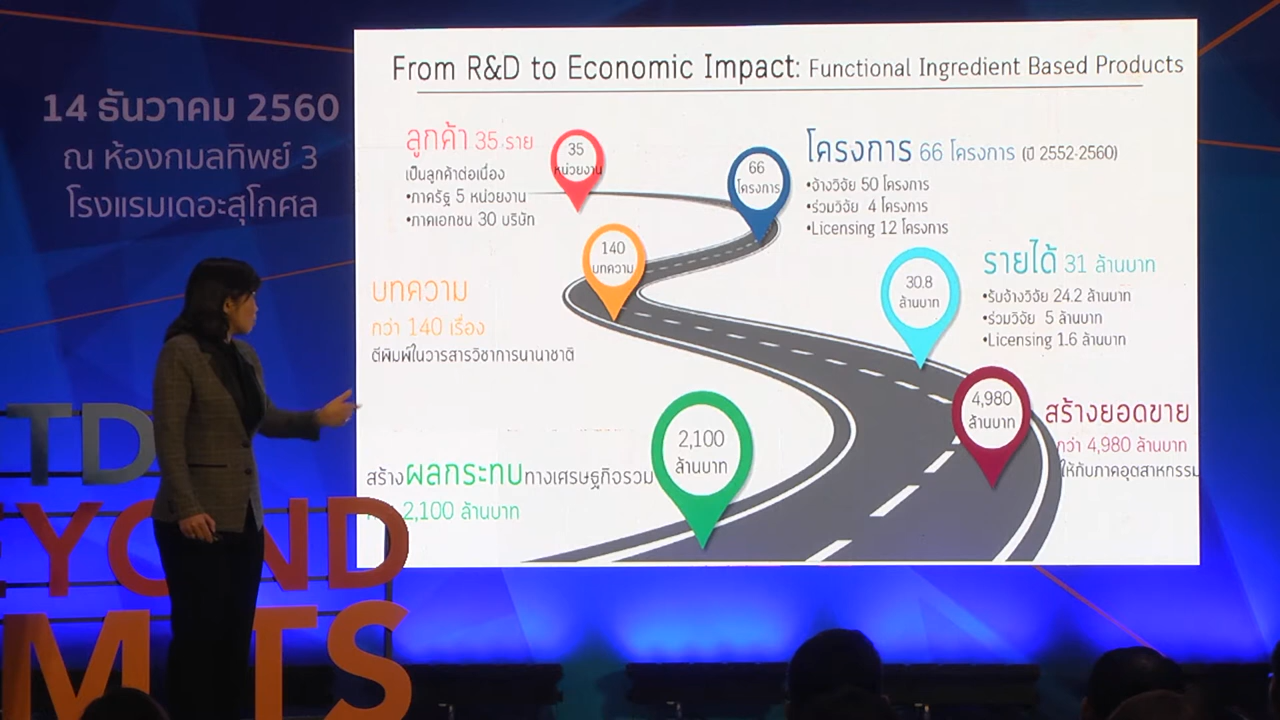 14 ธันวาคม 2560
ณ ห้องกมลทิพย์ 3
โรงแรมเดอะสุโกศล
From R&D to Economic Impact: Functional Ingredient Based Products
ลูกค้า 35 ราย
เป็นลูกค้าต่อเนื่อง
•ภาครัฐ 5 หน่วยงาน
•ภาคเอกชน 30 บริษัท
35
หน่วยงาน
66
โครงการ
โครงการ 66 โครงการ (ปี 2552-2560)
•จ้างวิจัย 50 โครงการ
•ร่วมวิจัย 4 โครงการ
•Licensing 12 โครงการ
140
บทความ
บทความ
กว่า 140 เรื่อง
ตีพิมพ์ในวารสารวิชาการนานาชาติ
30.8
ล้านบาท
รายได้ 31 ล้านบาท
•รับจ้างวิจัย 24.2 ล้านบาท
•ร่วมวิจัย 5 ล้านบาท
•Licensing 1.6 ล้านบาท
4,980
ล้านบาท
สร้างยอดขาย
กว่า 4,980 ล้านบาท
ให้กับภาคอุตสาหกรรม
2,100
ล้านบาท
สร้างผลกระทบทางเศรษฐกิจรวม
2,100 ล้านบาท
TD
EYOND
M TS